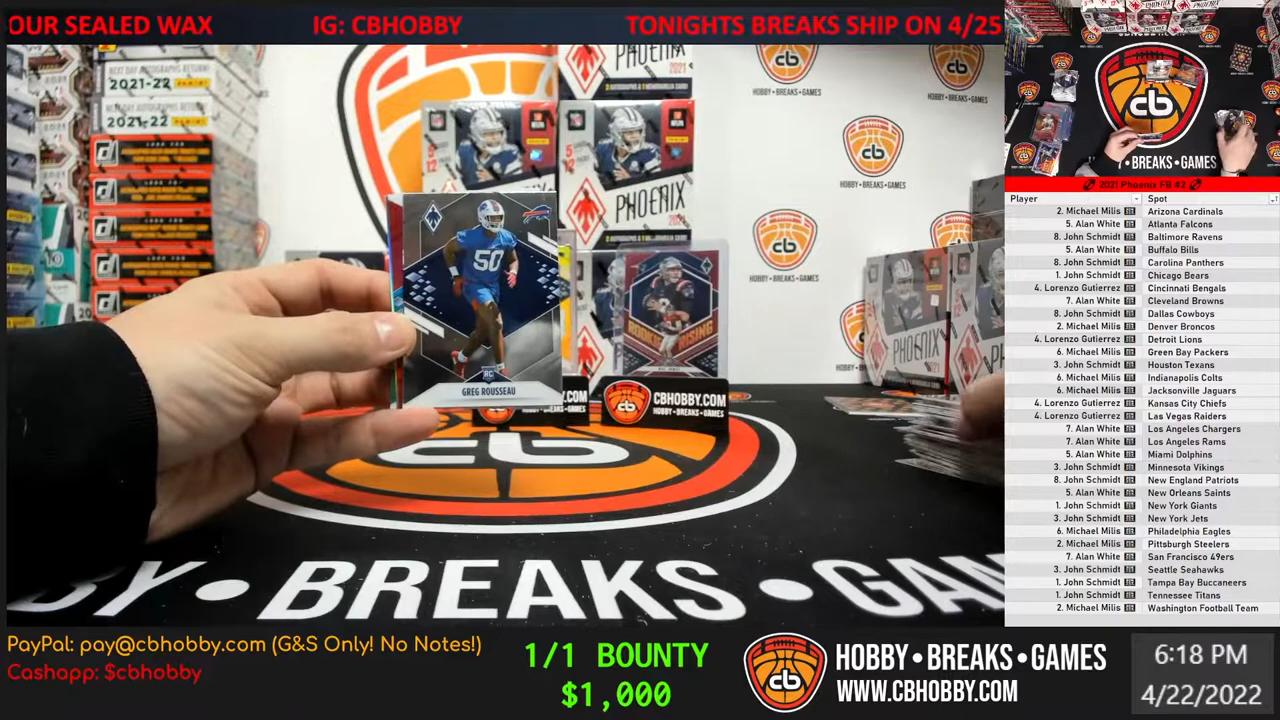 OUR SEALED WAX
IG: CBHOBBY
TONIGHTS BREAKS SHIP ON 4/25
2021-22
2021-22
PHOENIX
2021
HOBBY•BREAKS•GAMES
cb
HOBBY•BREAKS•GAMES
PHOENIX
cb
HOBBY•BREAKS•GAMES
PHOENIX
50
RC
GREG ROUSSEAU
ROOKIE RISING
CBHOBBY.COM
HOBBY•BREAKS•GAMES
BREAKS•GA
cb
BREAKS•GAMES
2021 Phoenix FB #2
Player Spot
2. Michael Milis Arizona Cardinals
5. Alan White Atlanta Falcons
8. John Schmidt Baltimore Ravens
5. Alan White Buffalo Bills
8. John Schmidt Carolina Panthers
1. John Schmidt Chicago Bears
4. Lorenzo Gutierrez Cincinnati Bengals
7. Alan White Cleveland Browns
8. John Schmidt Dallas Cowboys
2. Michael Milis Denver Broncos
4. Lorenzo Gutierrez Detroit Lions
6. Michael Milis Green Bay Packers
3. John Schmidt Houston Texans
6. Michael Milis Indianapolis Colts
6. Michael Milis Jacksonville Jaguars
4. Lorenzo Gutierrez Kansas City Chiefs
4. Lorenzo Gutierrez Las Vegas Raiders
7. Alan White Los Angeles Chargers
7. Alan White Los Angeles Rams
5. Alan White Miami Dolphins
3. John Schmidt Minnesota Vikings
8. John Schmidt New England Patriots
5. Alan White New Orleans Saints
1. John Schmidt New York Giants
3. John Schmidt New York Jets
6. Michael Milis Philadelphia Eagles
2. Michael Milis Pittsburgh Steelers
7. Alan White San Francisco 49ers
3. John Schmidt Seattle Seahawks
1. John Schmidt Tampa Bay Buccaneers
1. John Schmidt Tennessee Titans
2. Michael Milis Washington Football Team
PayPal: pay@cbhobby.com (G&S Only! No Notes!)
Cashapp: $cbhobby
1/1 BOUNTY
$1,000
cb
HOBBY•BREAKS•GAMES
WWW.CBHOBBY.COM
6:18 PM
4/22/2022